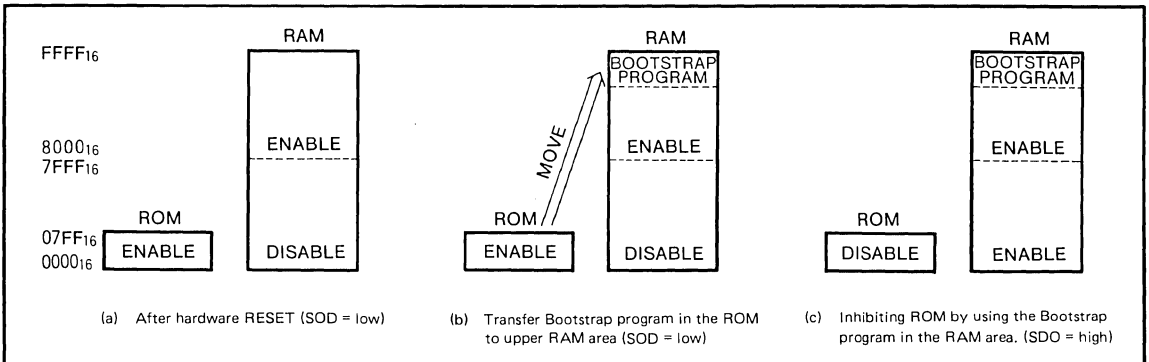 RAM
FFFF16
ENABLE
800016
7FFF16
ROM
07FF16
ENABLE
DISABLE
000016
(a) After hardware RESET (SOD = low)
RAM
BOOTSTRAP
PROGRAM
MOVE
ENABLE
ROM
ENABLE
DISABLE
(b) Transfer Bootstrap program in the ROM
to upper RAM area (SOD = low)
RAM
BOOTSTRAP
PROGRAM
ENABLE
ROM
DISABLE
ENABLE
(c) Inhibiting ROM by using the Bootstrap
program in the RAM area. (SDO = high)